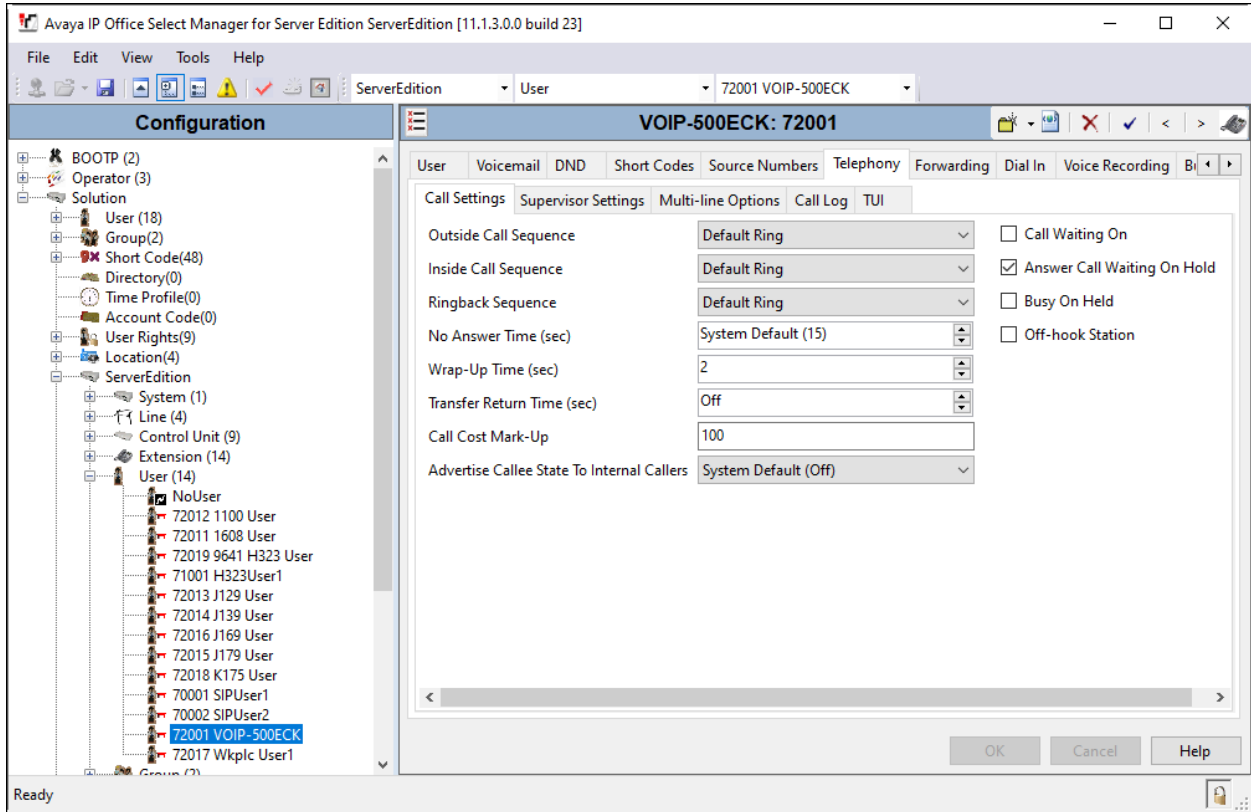 Avaya IP Office Select Manager for Server Edition ServerEdition [11.1.3.0.0 build 23]
File Edit View Tools Help
ServerEdition User 72001 VOIP-500ECK
Configuration
BOOTP (2)
Operator (3)
Solution
User (18)
Group(2)
Short Code(48)
Directory(0)
Time Profile(0)
Account Code(0)
User Rights(9)
Location(4)
ServerEdition
System (1)
Line (4)
Control Unit (9)
Extension (14)
User (14)
NoUser
72012 1100 User
72011 1608 User
72019 9641 H323 User
71001 H323User1
72013 J129 User
72014 J139 User
72016 J169 User
72015 J179 User
72018 K175 User
70001 SIPUser1
70002 SIPUser2
72001 VOIP-500ECK
72017 Wkplc User1
Group (2)
VOIP-500ECK: 72001
User Voicemail DND Short Codes Source Numbers Telephony Forwarding Dial In Voice Recording
Call Settings Supervisor Settings Multi-line Options Call Log TUI
Outside Call Sequence Default Ring Call Waiting On
Inside Call Sequence Default Ring Answer Call Waiting On Hold
Ringback Sequence Default Ring Busy On Held
No Answer Time (sec) System Default (15) Off-hook Station
Wrap-Up Time (sec) 2
Transfer Return Time (sec) Off
Call Cost Mark-Up 100
Advertise Callee State To Internal Callers System Default (Off)
OK Cancel Help
Ready